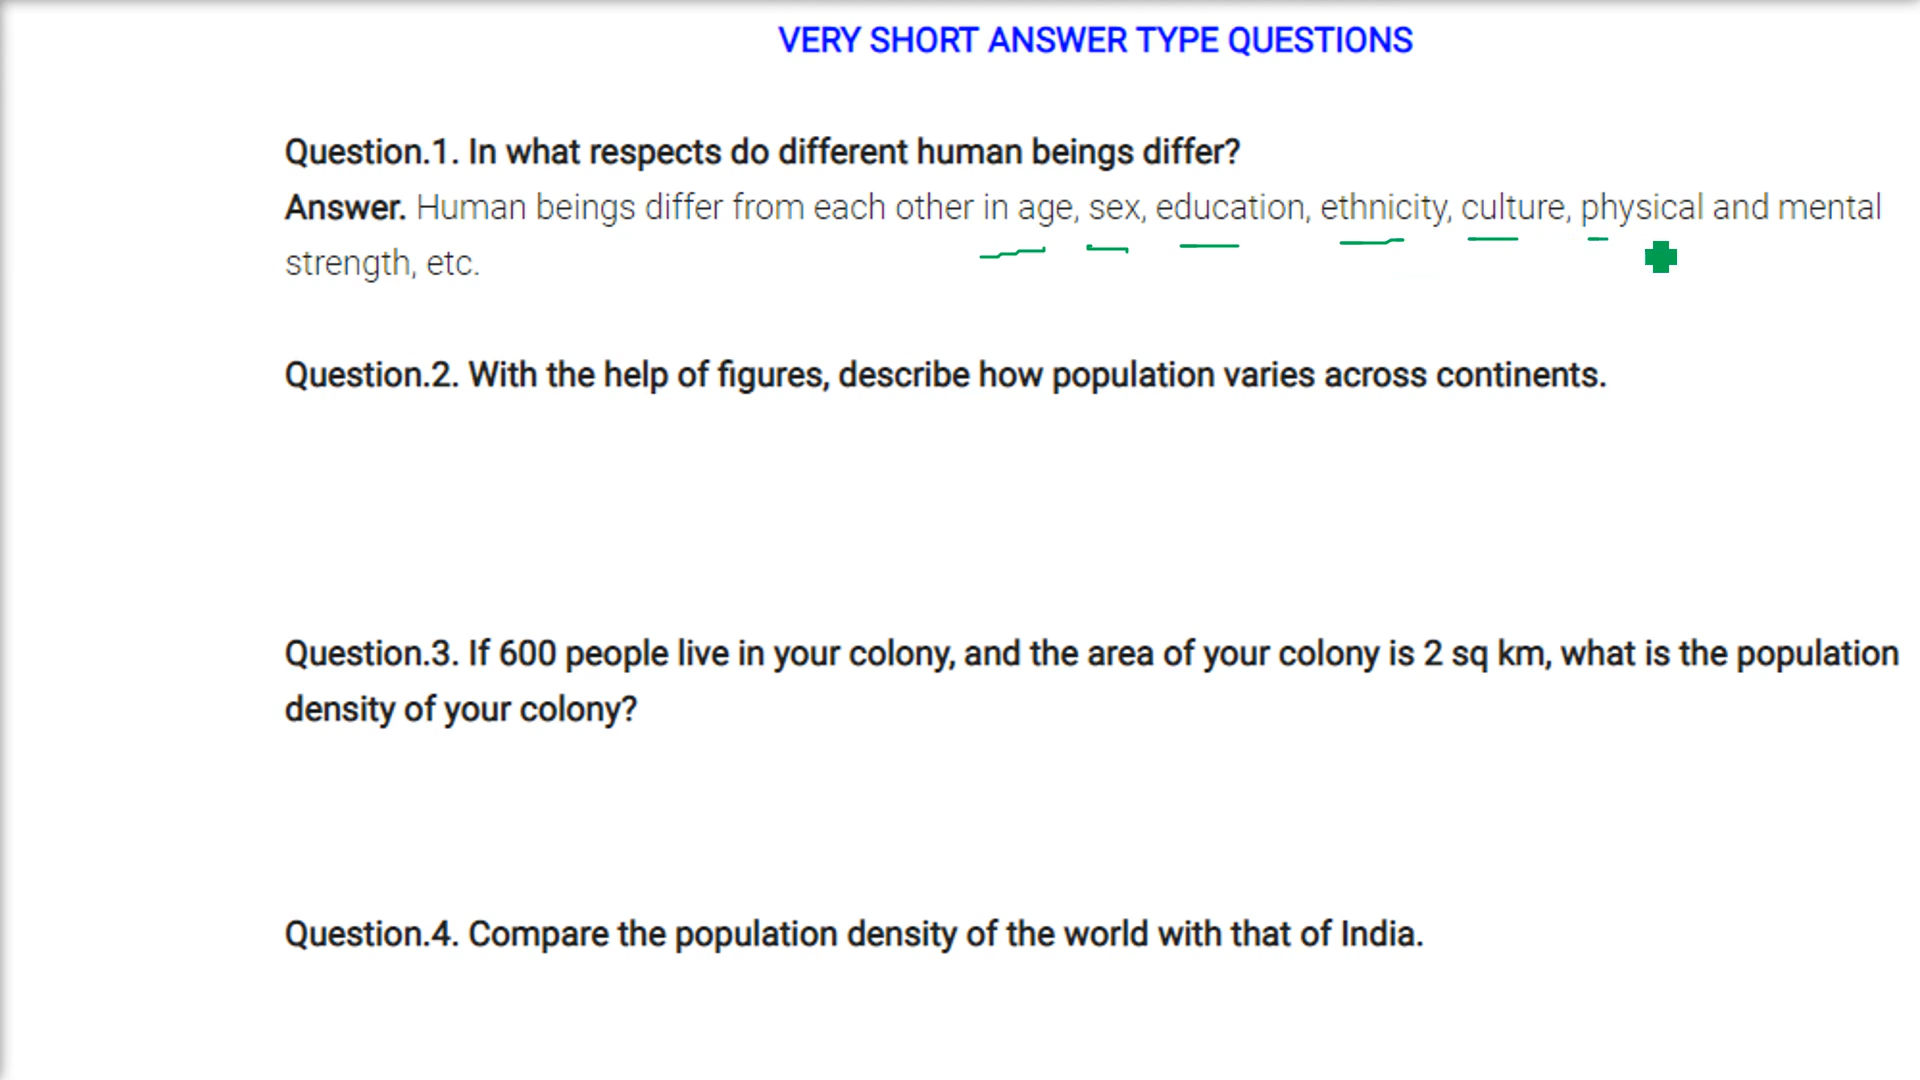 VERY SHORT ANSWER TYPE QUESTIONS
Question.1. In what respects do different human beings differ?
Answer. Human beings differ from each other in age, sex, education, ethnicity, culture, physical and mental
strength, etc.
Question.2. With the help of figures, describe how population varies across continents.
Question.3. If 600 people live in your colony, and the area of your colony is 2 sq km, what is the population
density of your colony?
Question.4. Compare the population density of the world with that of India.